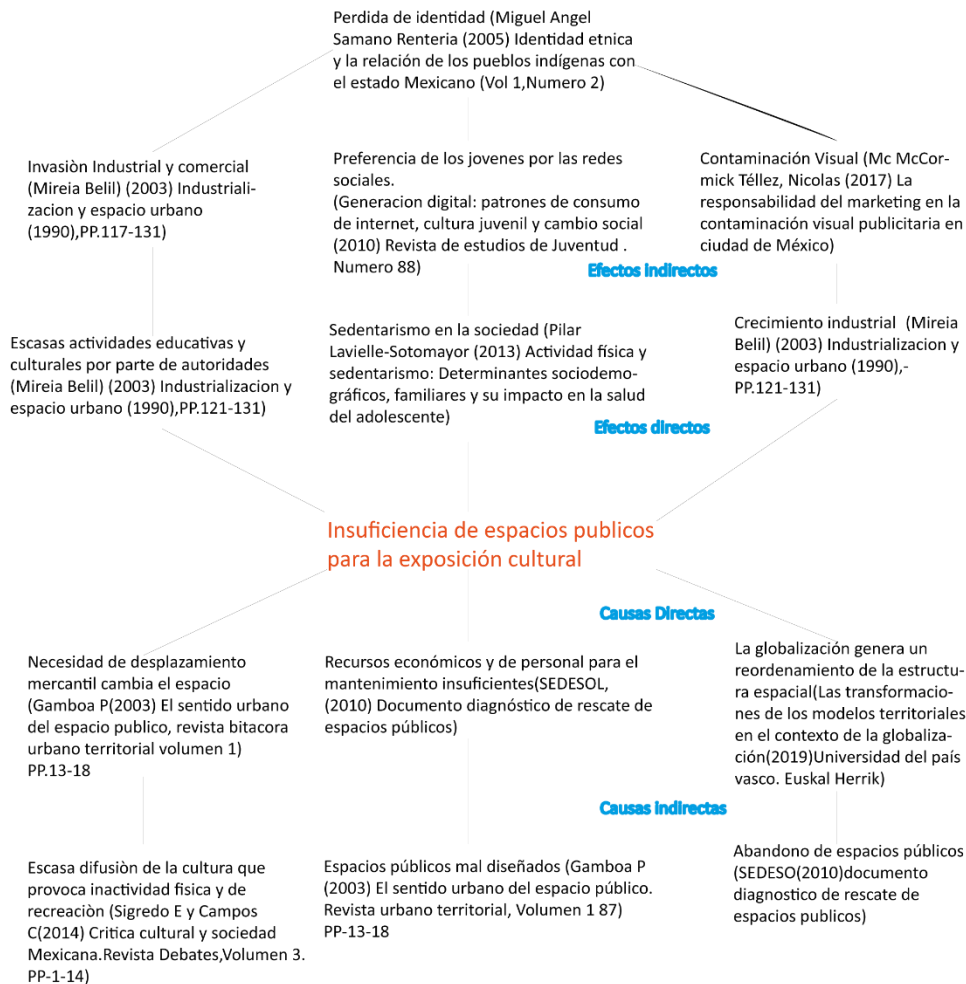 Perdida de identidad (Miguel Angel
Samano Renteria (2005) Identidad etnica
y la relación de los pueblos indígenas con
el estado Mexicano (Vol 1,Numero 2)
Invasiòn Industrial y comercial
(Mireia Belil) (2003) Industriali-
zacion y espacio urbano
(1990),PP.117-131)
Preferencia de los jovenes por las redes
sociales.
(Generacion digital: patrones de consumo
de internet, cultura juvenil y cambio social
(2010) Revista de estudios de Juventud .
Numero 88)
Contaminación Visual (Mc McCor-
mick Téllez, Nicolas (2017) La
responsabilidad del marketing en la
contaminación visual publicitaria en
ciudad de México)
Efectos indirectos
Escasas actividades educativas y
culturales por parte de autoridades
(Mireia Belil) (2003) Industrializacion y
espacio urbano (1990),PP.121-131)
Sedentarismo en la sociedad (Pilar
Lavielle-Sotomayor (2013) Actividad física y
sedentarismo: Determinantes sociodemo-
gráficos, familiares y su impacto en la salud
del adolescente)
Crecimiento industrial  (Mireia
Belil) (2003) Industrializacion y
espacio urbano (1990),-
PP.121-131)
Efectos directos
Insuficiencia de espacios publicos
para la exposición cultural
Causas Directas
Necesidad de desplazamiento
mercantil cambia el espacio
(Gamboa P(2003) El sentido urbano
del espacio publico, revista bitacora
urbano territorial volumen 1)
PP.13-18
Recursos económicos y de personal para el
mantenimiento insuficientes(SEDESOL,
(2010) Documento diagnóstico de rescate de
espacios públicos)
La globalización genera un
reordenamiento de la estructu-
ra espacial(Las transformacio-
nes de los modelos territoriales
en el contexto de la globaliza-
ción(2019)Universidad del país
vasco. Euskal Herrik)
Causas indirectas
Escasa difusiòn de la cultura que
provoca inactividad fisica y de
recreaciòn (Sigredo E y Campos
C(2014) Critica cultural y sociedad
Mexicana.Revista Debates,Volumen 3.
PP-1-14)
Espacios públicos mal diseñados (Gamboa P
(2003) El sentido urbano del espacio público.
Revista urbano territorial, Volumen 1 87)
PP-13-18
Abandono de espacios públicos
(SEDESO(2010)documento
diagnostico de rescate de
espacios publicos)